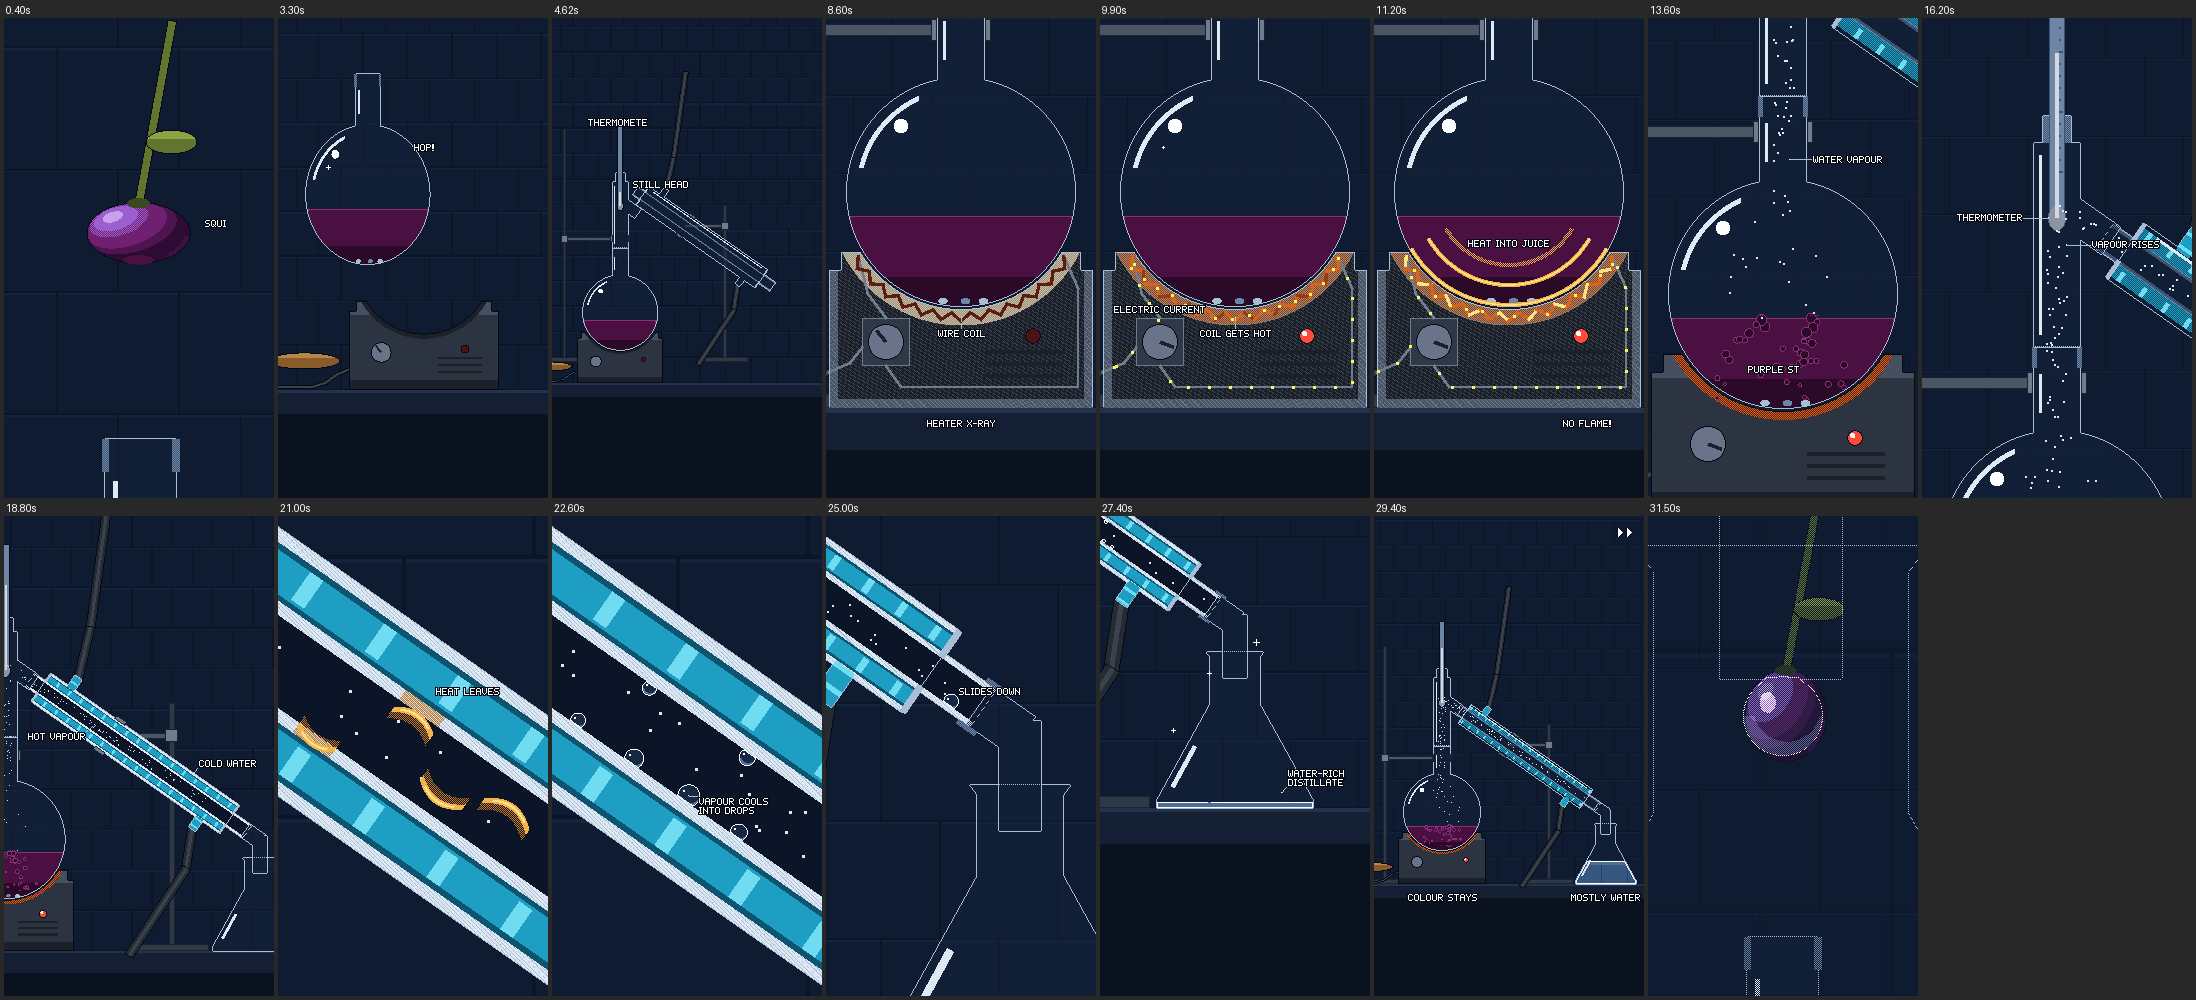 0.40s
3.30s
4.62s
8.60s
9.90s
11.20s
13.60s
16.20s
SQUI
HOP!
THERMOMETE
STILL HEAD
WIRE COIL
HEATER X-RAY
ELECTRIC CURRENT
COIL GETS HOT
HEAT INTO JUICE
NO FLAME!
WATER VAPOUR
PURPLE ST
THERMOMETER
VAPOUR RISES
18.80s
21.00s
22.60s
25.00s
27.40s
29.40s
31.50s
HOT VAPOUR
COLD WATER
HEAT LEAVES
VAPOUR COOLS
INTO DROPS
SLIDES DOWN
WATER-RICH
DISTILLATE
COLOUR STAYS
MOSTLY WATER